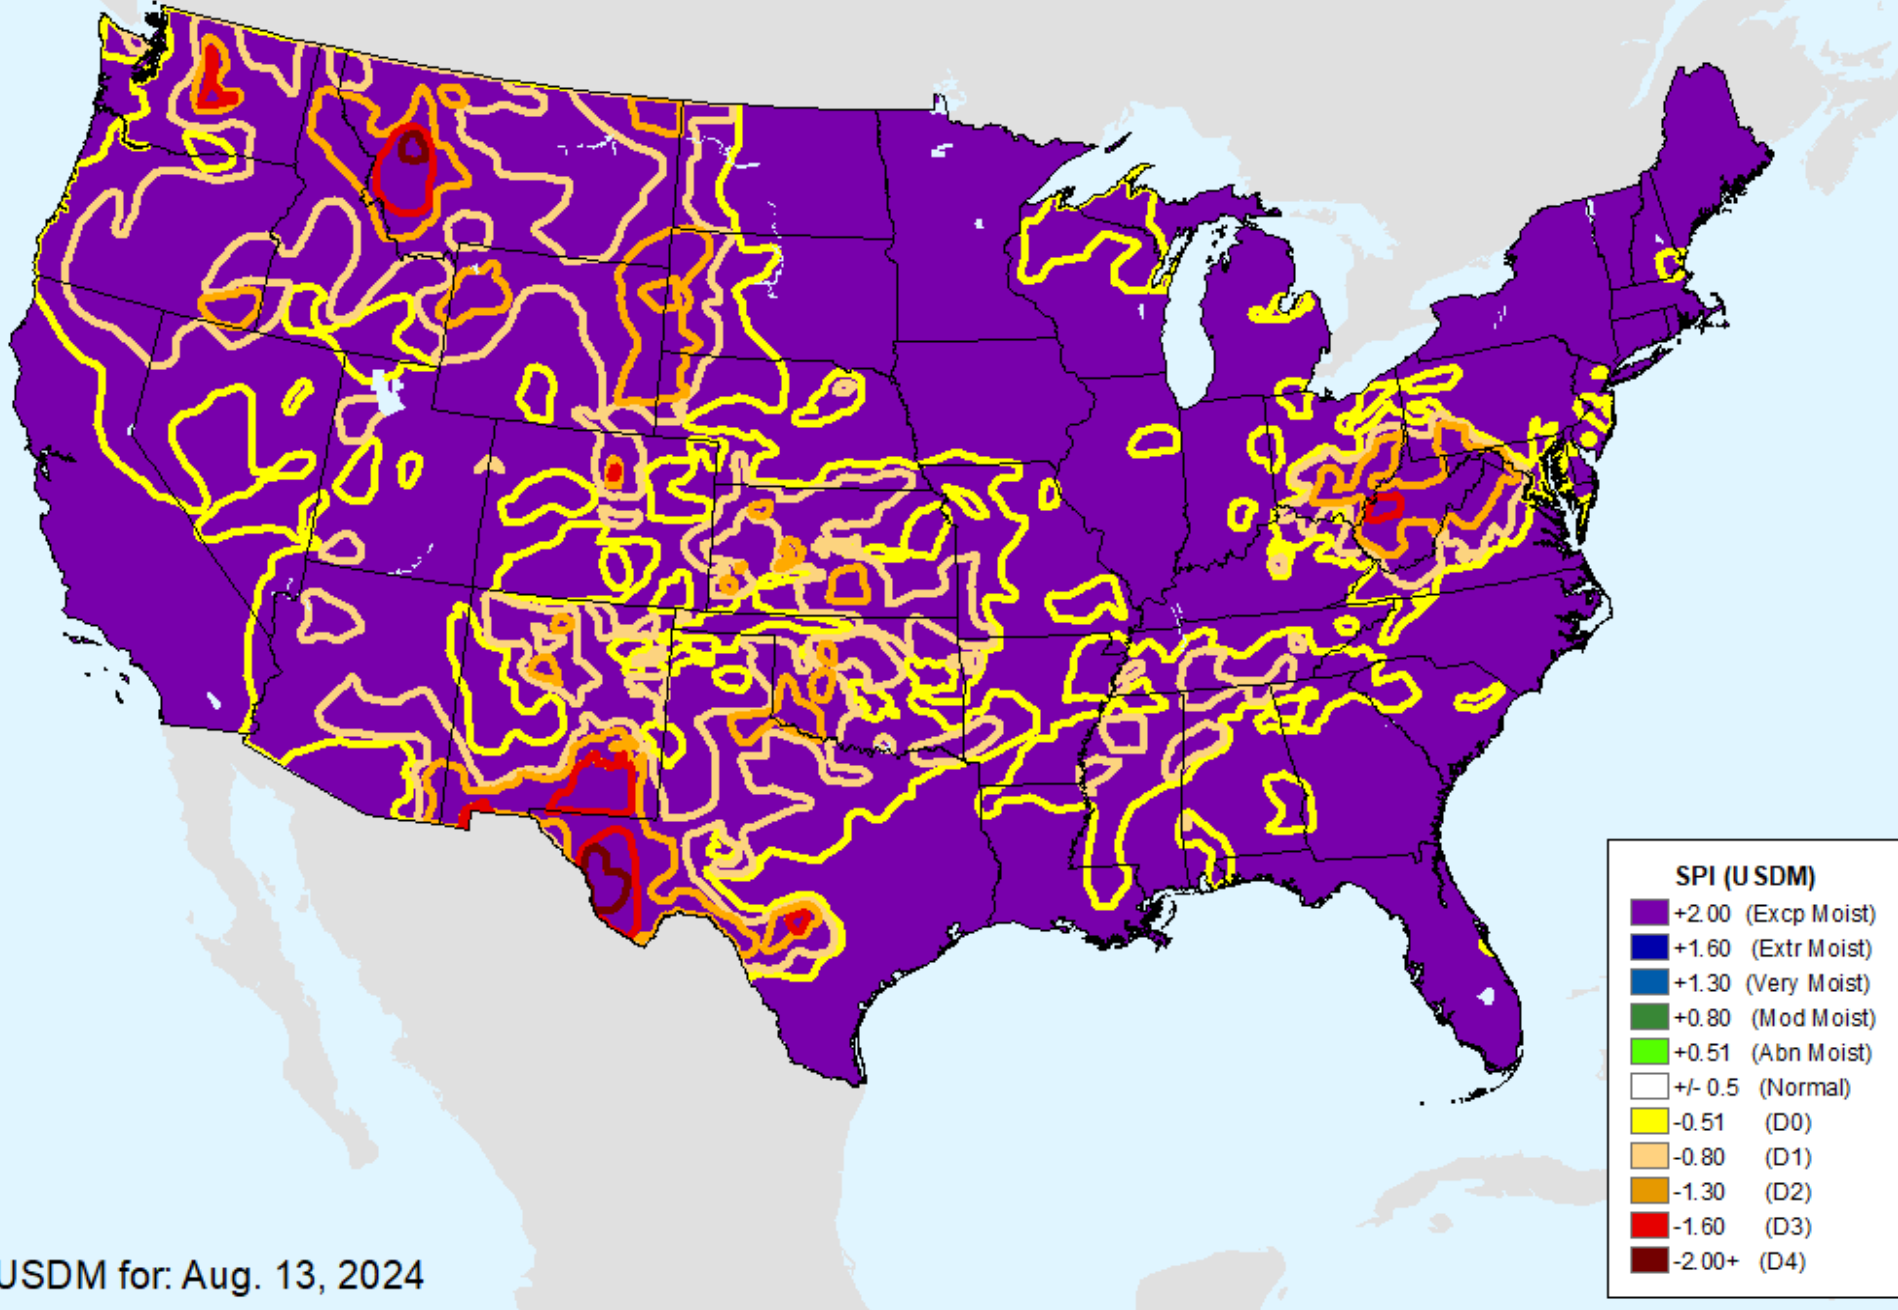 SPI (USDM)
+2.00 (Excp Moist)
+1.60 (Extr Moist)
+1.30 (Very Moist)
+0.80 (Mod Moist)
+0.51 (Abn Moist)
+/- 0.5 (Normal)
-0.51 (D0)
-0.80 (D1)
-1.30 (D2)
-1.60 (D3)
-2.00+ (D4)
USDM for: Aug. 13, 2024